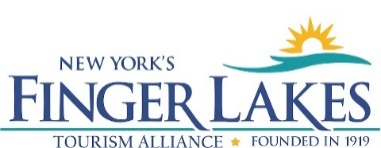 NEW YORK'S
FINGER LAKES
TOURISM ALLIANCE ★ FOUNDED IN 1919